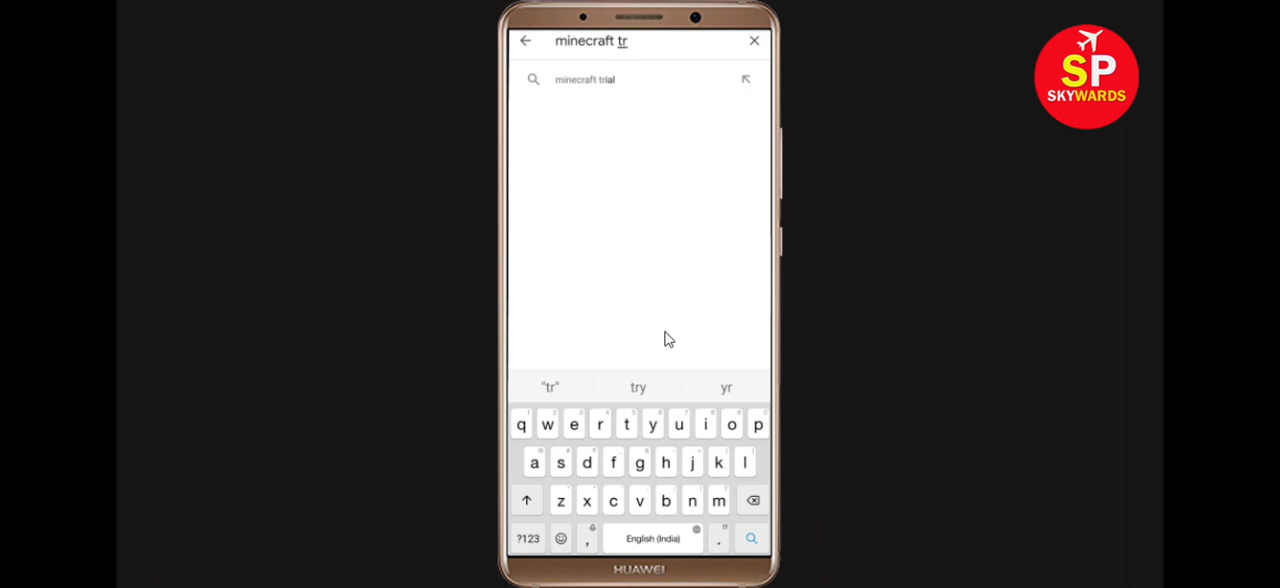 minecraft tr
minecraft trial
SP
SKYWARDS
"tr" try yr
q w e r t y u i o p
a s d f g h j k l
z x c v b n m
?123 , English (India) .
HUAWEI